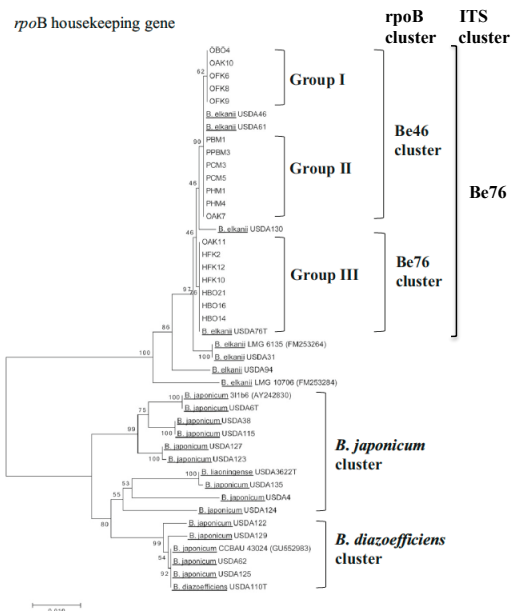 rpoB housekeeping gene
rpoB cluster
ITS cluster
OBO4
OAK10
92
OFK6
Group I
OFK8
OFK9
B. elkanii USDA46
B. elkanii USDA61
99
PBM1
PPBM3
Be46 cluster
PCM3
PCM5
Group II
46
PHM1
PHM4
Be76
OAK7
B. elkanii USDA130
46
OAK11
HFK2
HFK12
Be76 cluster
HFK10
Group III
97
HBO21
HBO16
HBO14
86
B. elkanii USDA76T
B. elkanii LMG 6135 (FM253264)
100
100
B. elkanii USDA31
B. elkanii USDA94
B. elkanii LMG 10706 (FM253284)
100
B. japonicum 3I1b6 (AY242830)
B. japonicum USDA6T
75
B. japonicum USDA38
99
100
B. japonicum USDA115
B. japonicum USDA127
B. japonicum cluster
100
B. japonicum USDA123
100
B. liaoningense USDA3622T
53
B. japonicum USDA135
55
B. japonicum USDA4
B. japonicum USDA124
80
B. japonicum USDA122
99
B. japonicum USDA129
B. diazoefficiens cluster
B. japonicum CCBAU 43024 (GU552983)
54
B. japonicum USDA62
92
B. japonicum USDA125
B. diazoefficiens USDA110T